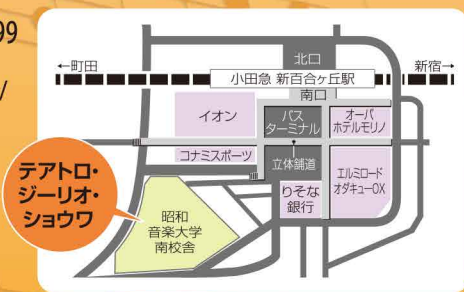 99
/
北口
←町田
新宿→
小田急 新百合ヶ丘駅
南口
イオン
バス
ターミナル
オーパ
ホテルモリノ
コナミスポーツ
立体舗道
エルミロード
オダキューOX
りそな
銀行
テアトロ・
ジーリオ・
ショウワ
昭和
音楽大学
南校舎